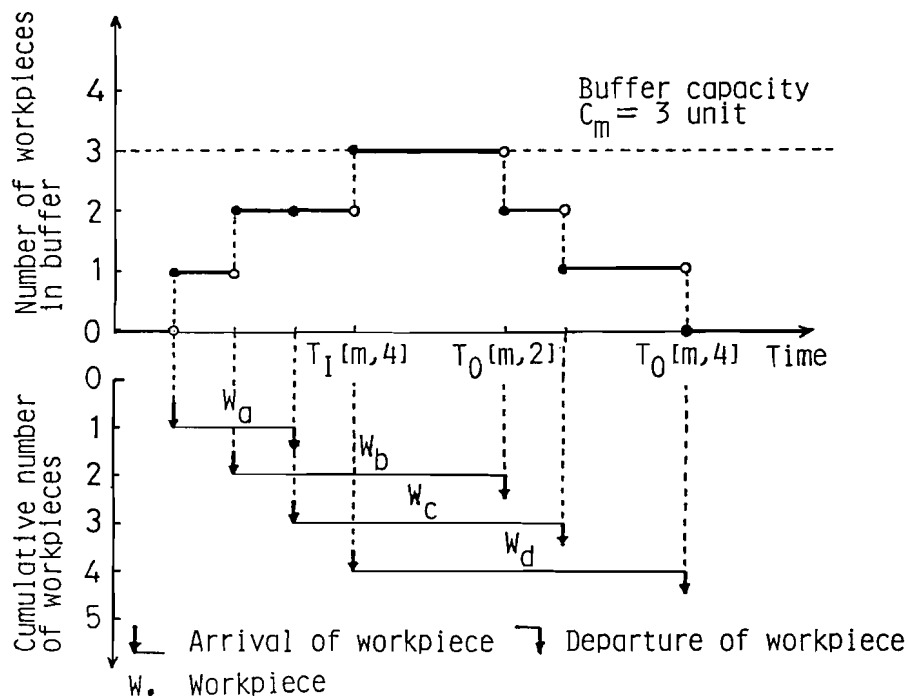 Number of workpieces
in buffer
4
3
2
1
0
Buffer capacity
C_m = 3 unit
T_I[m,4]
T_O[m,2]
T_O[m,4]
Time
Cumulative number
of workpieces
0
1
2
3
4
5
W_a
W_b
W_c
W_d
Arrival of workpiece
Departure of workpiece
W. Workpiece